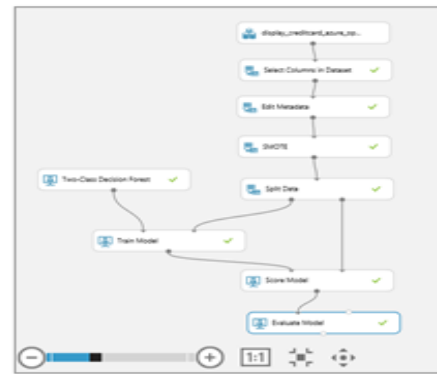 display_creditcard_azure_op...
Select Columns in Dataset
Edit Metadata
SMOTE
Two-Class Decision Forest
Split Data
Train Model
Score Model
Evaluate Model
1:1